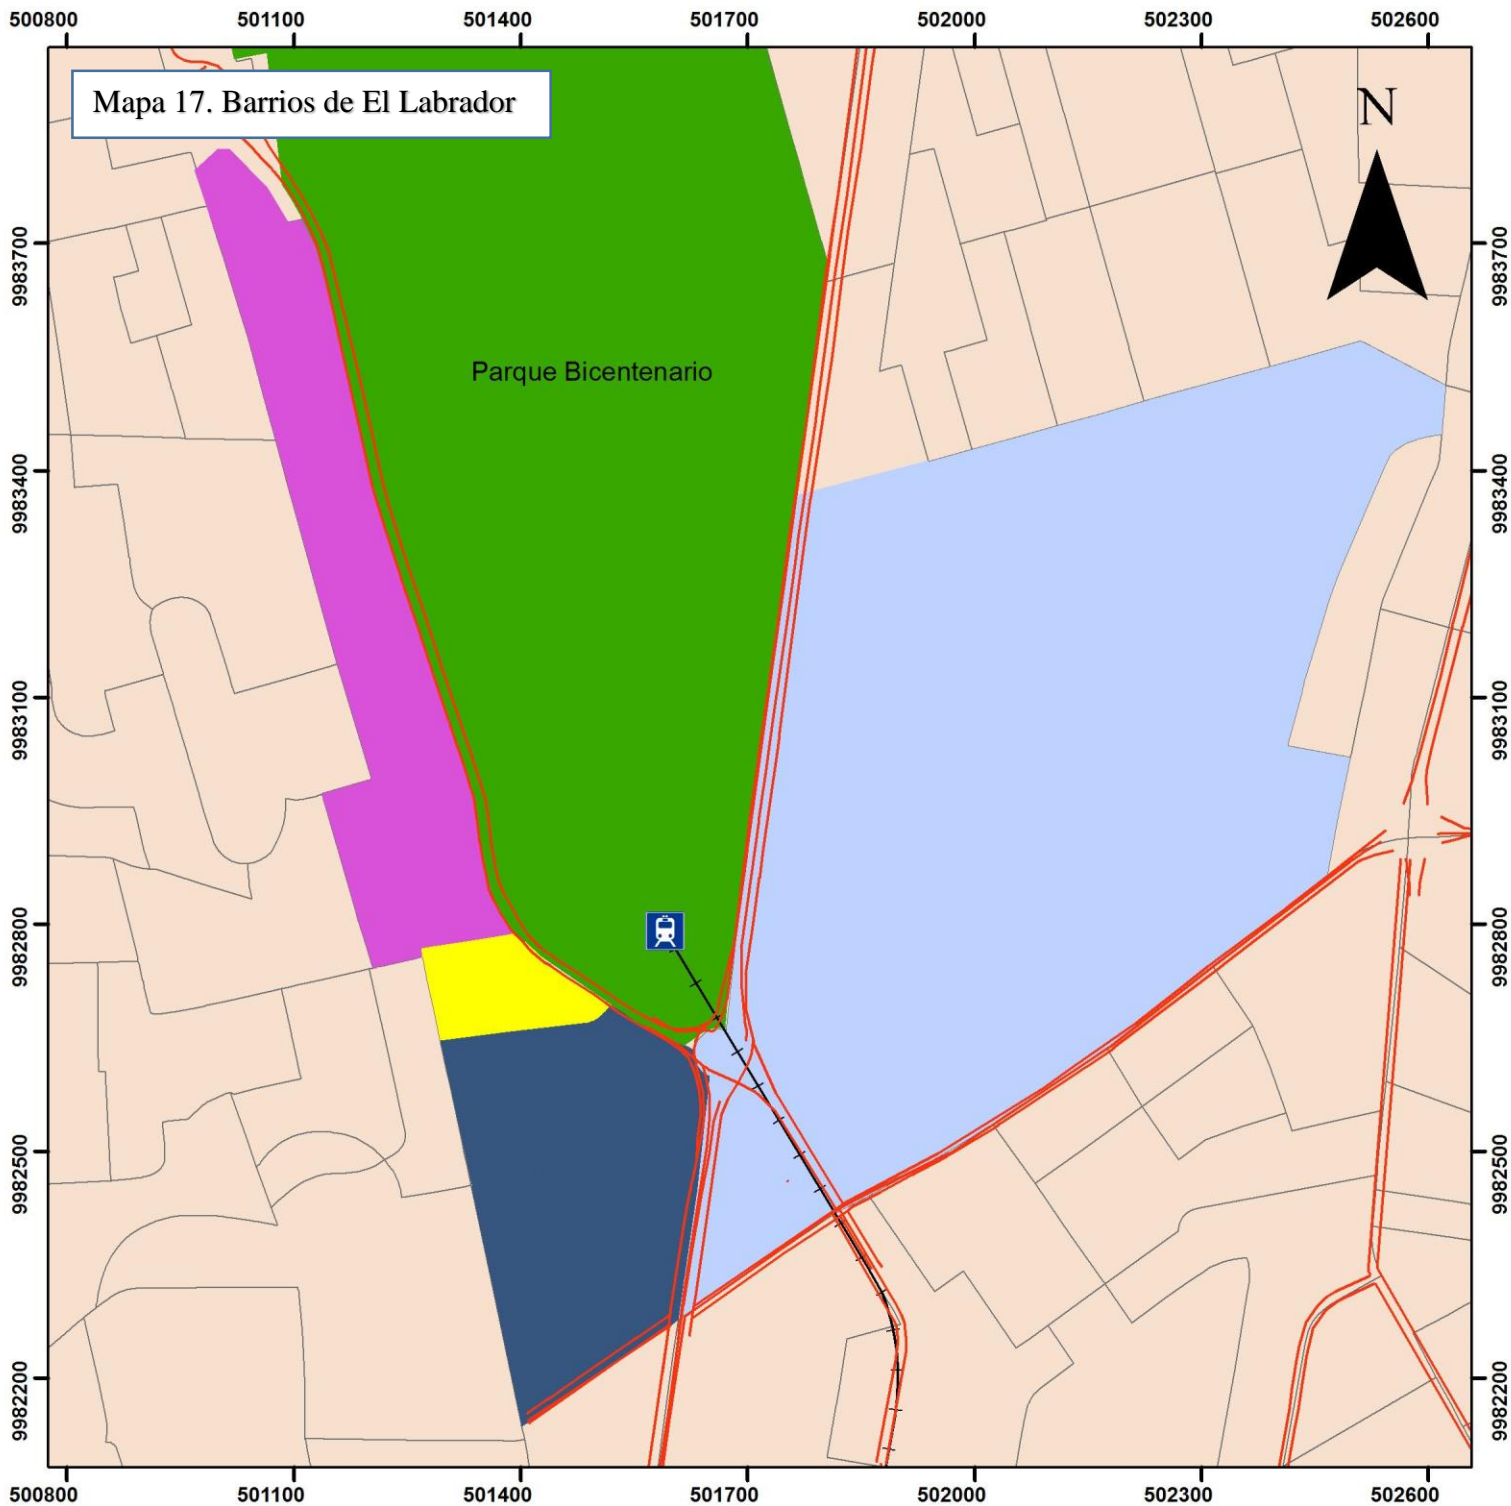 500800 501100 501400 501700 502000 502300 502600
Mapa 17. Barrios de El Labrador
N
9983700 9983700
Parque Bicentenario
9983400 9983400
9983100 9983100
9982800 9982800
9982500 9982500
9982200 9982200
500800 501100 501400 501700 502000 502300 502600